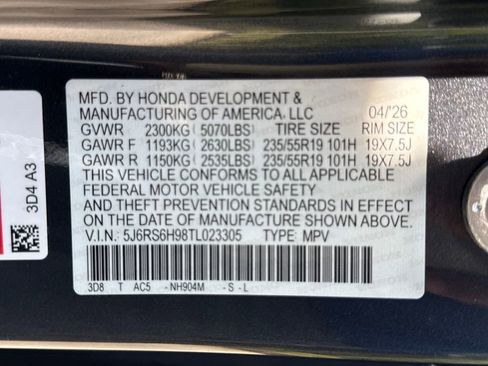 MFD. BY HONDA DEVELOPMENT &
MANUFACTURING OF AMERICA, LLC 04/'26
GVWR 2300KG( 5070LBS) TIRE SIZE RIM SIZE
GAWR F 1193KG( 2630LBS) 235/55R19 101H 19X7.5J
GAWR R 1150KG( 2535LBS) 235/55R19 101H 19X7.5J
THIS VEHICLE CONFORMS TO ALL APPLICABLE
FEDERAL MOTOR VEHICLE SAFETY
AND THEFT PREVENTION STANDARDS IN EFFECT
ON THE DATE OF MANUFACTURE SHOWN ABOVE.
V.I.N.: 5J6RS6H98TL023305 TYPE: MPV
3D8 T AC5 - NH904M - S - L
3D4 A3